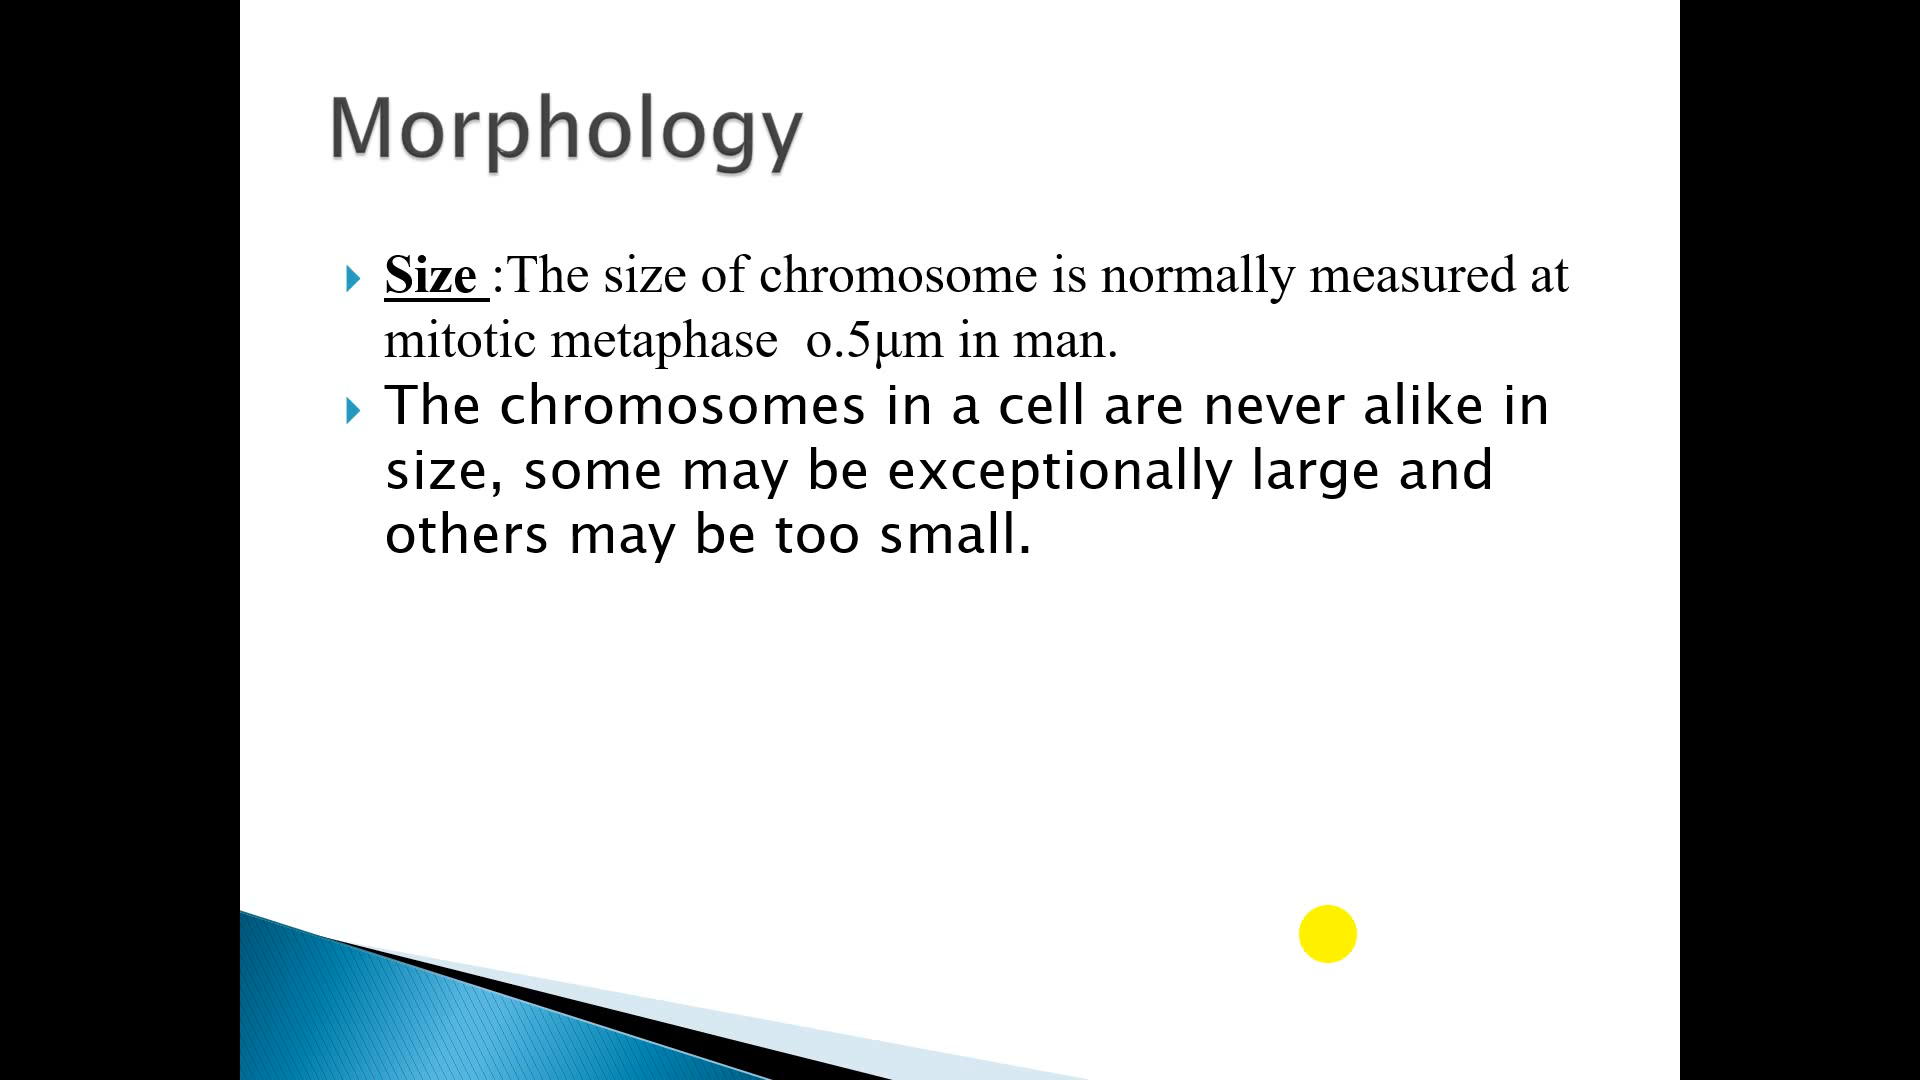 Morphology
Size :The size of chromosome is normally measured at
mitotic metaphase  o.5μm in man.
The chromosomes in a cell are never alike in
size, some may be exceptionally large and
others may be too small.